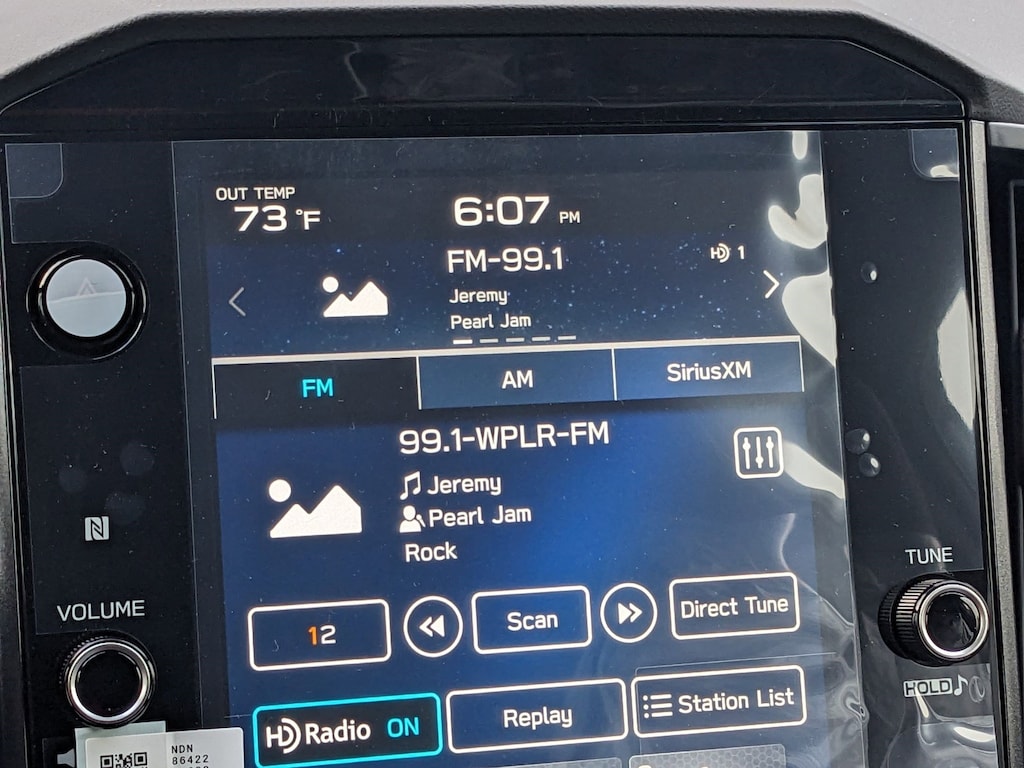 OUT TEMP
73 °F
6:07 PM
FM-99.1
HD 1
Jeremy
Pearl Jam
FM
AM
SiriusXM
99.1-WPLR-FM
Jeremy
Pearl Jam
Rock
VOLUME
TUNE
12
Scan
Direct Tune
HD Radio ON
Replay
Station List
HOLD
NDN
86422